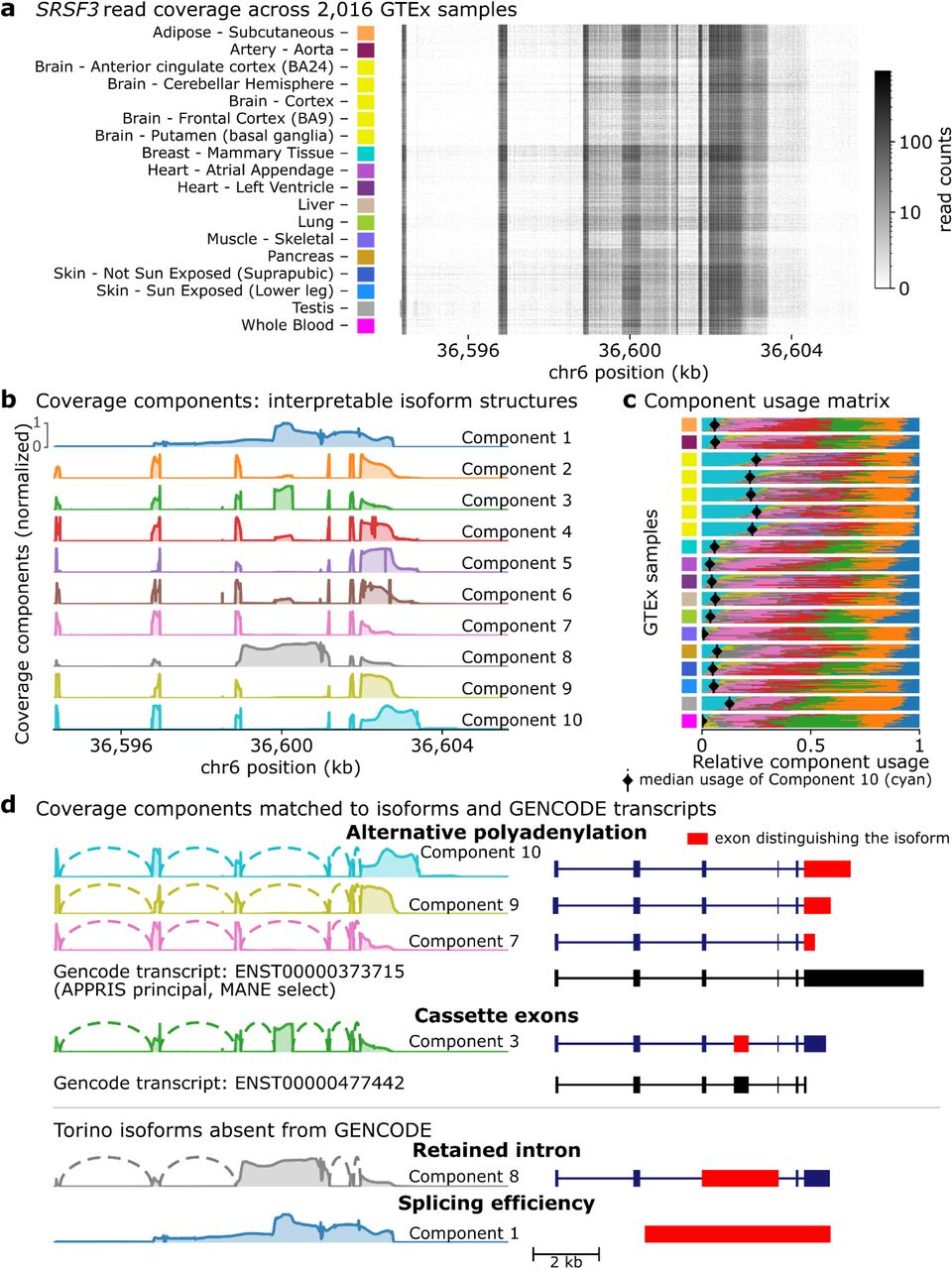 a SRSF3 read coverage across 2,016 GTEx samples
Adipose - Subcutaneous
Artery - Aorta
Brain - Anterior cingulate cortex (BA24)
Brain - Cerebellar Hemisphere
Brain - Cortex
Brain - Frontal Cortex (BA9)
Brain - Putamen (basal ganglia)
Breast - Mammary Tissue
Heart - Atrial Appendage
Heart - Left Ventricle
Liver
Lung
Muscle - Skeletal
Pancreas
Skin - Not Sun Exposed (Suprapubic)
Skin - Sun Exposed (Lower leg)
Testis
Whole Blood
100
10
0
read counts
36,596 36,600 36,604
chr6 position (kb)
b Coverage components: interpretable isoform structures
Coverage components (normalized)
1
0
Component 1
Component 2
Component 3
Component 4
Component 5
Component 6
Component 7
Component 8
Component 9
Component 10
36,596 36,600 36,604
chr6 position (kb)
c Component usage matrix
GTEx samples
0 0.5 1
Relative component usage
median usage of Component 10 (cyan)
d Coverage components matched to isoforms and GENCODE transcripts
Alternative polyadenylation
exon distinguishing the isoform
Component 10
Component 9
Component 7
Gencode transcript: ENST00000373715
(APPRIS principal, MANE select)
Cassette exons
Component 3
Gencode transcript: ENST00000477442
Torino isoforms absent from GENCODE
Retained intron
Component 8
Splicing efficiency
Component 1
2 kb